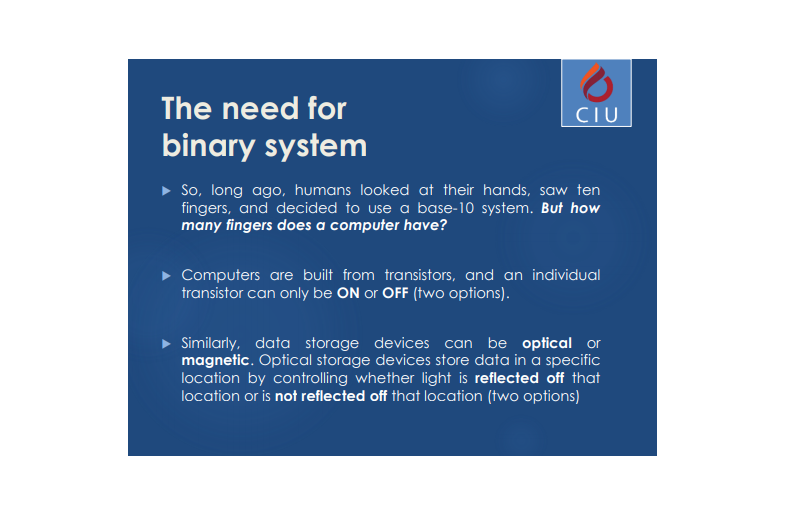 CIU
The need for
binary system
So, long ago, humans looked at their hands, saw ten
fingers, and decided to use a base-10 system. But how
many fingers does a computer have?
Computers are built from transistors, and an individual
transistor can only be ON or OFF (two options).
Similarly, data storage devices can be optical or
magnetic. Optical storage devices store data in a specific
location by controlling whether light is reflected off that
location or is not reflected off that location (two options)